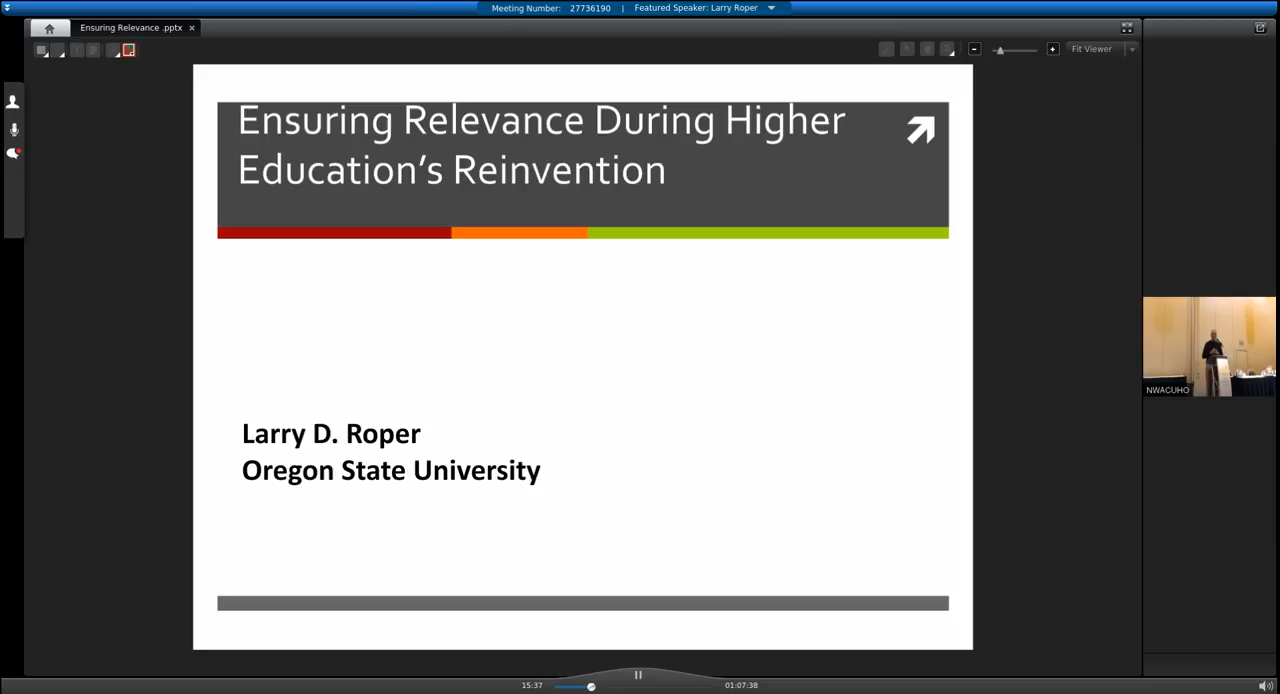 Meeting Number: 27736190 | Featured Speaker: Larry Roper
Ensuring Relevance .pptx
Fit Viewer
Ensuring Relevance During Higher
Education's Reinvention
Larry D. Roper
Oregon State University
NWACUHO
15:37
01:07:38